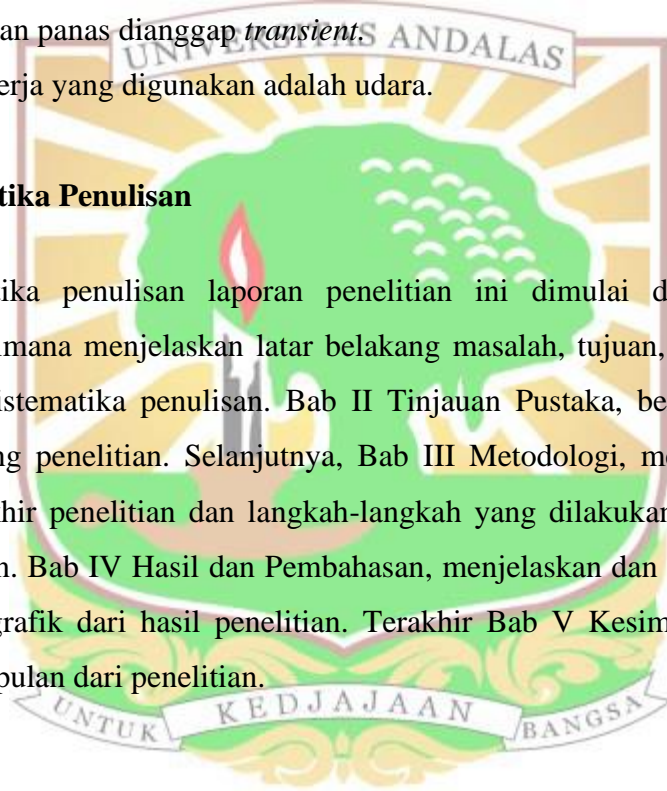 an panas dianggap transient.
UNIVERSITAS ANDALAS
erja yang digunakan adalah udara.
tika Penulisan
ika penulisan laporan penelitian ini dimulai d
imana menjelaskan latar belakang masalah, tujuan,
istematika penulisan. Bab II Tinjauan Pustaka, be
ng penelitian. Selanjutnya, Bab III Metodologi, me
hir penelitian dan langkah-langkah yang dilakukan
n. Bab IV Hasil dan Pembahasan, menjelaskan dan
grafik dari hasil penelitian. Terakhir Bab V Kesim
pulan dari penelitian.
UNTUK KEDJAJAAN BANGSA